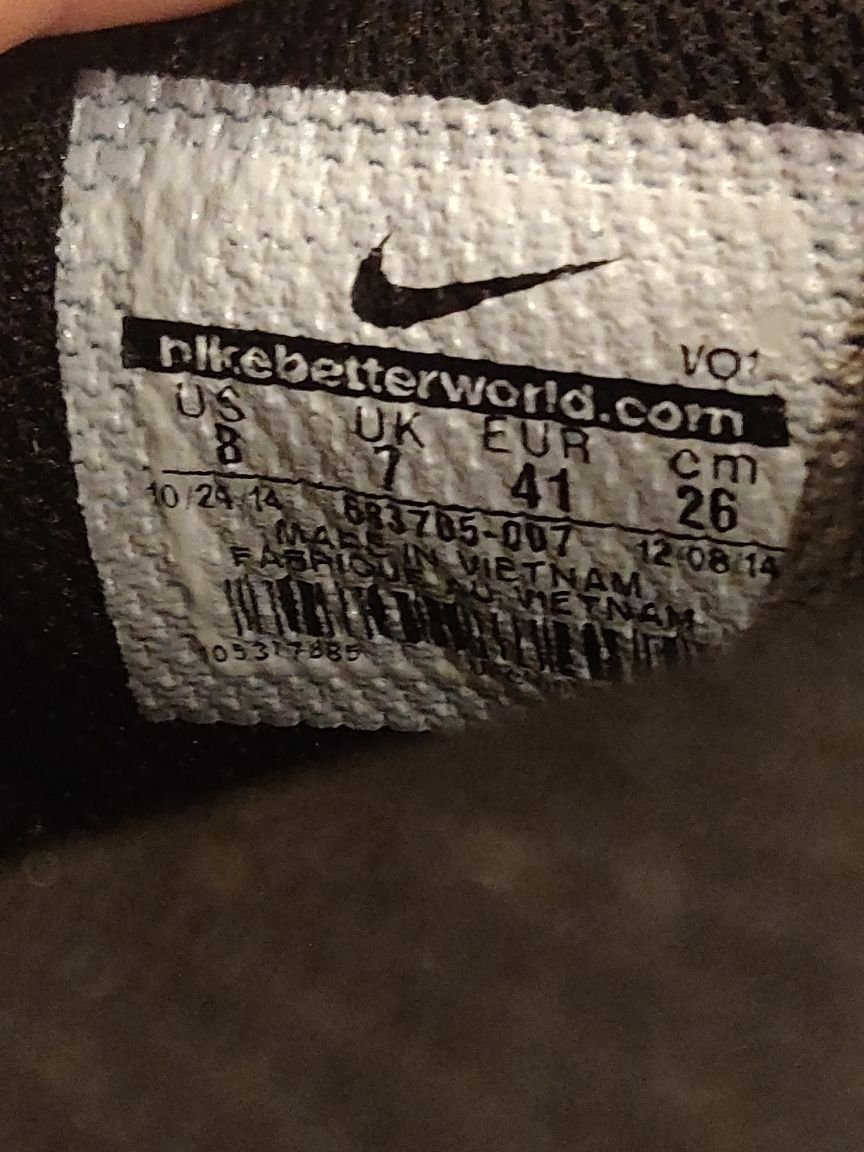 nikebetterworld.com
US UK EUR cm
8 7 41 26
10/24/14 683705-007 12/08/14
MADE IN VIETNAM
FABRIQUE AU VIETNAM